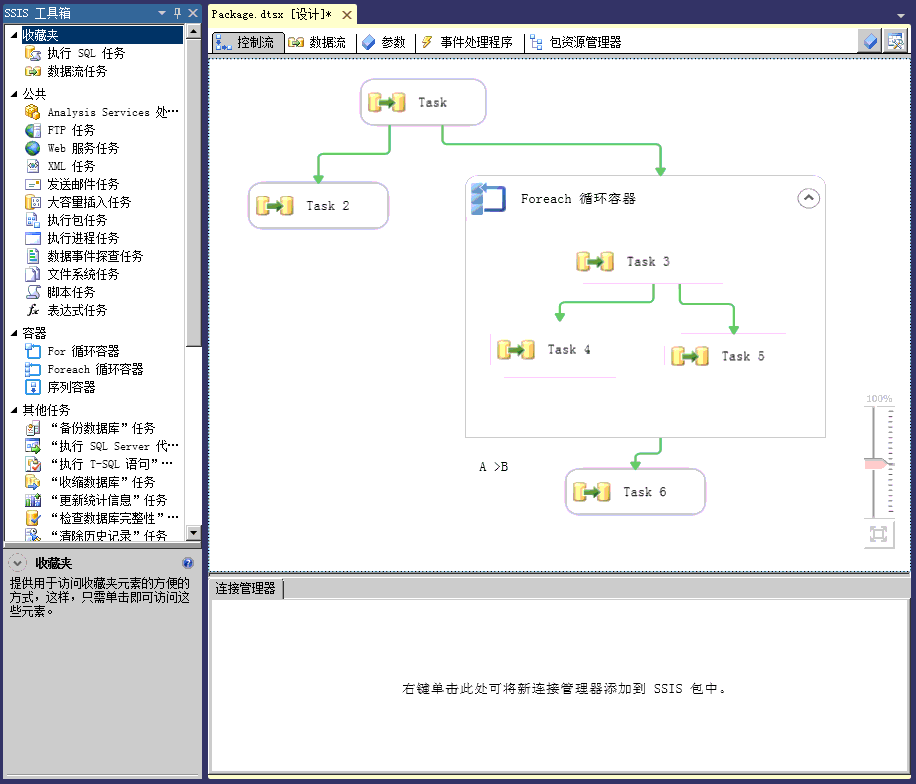 SSIS 工具箱
收藏夹
执行 SQL 任务
数据流任务
公共
Analysis Services 处…
FTP 任务
Web 服务任务
XML 任务
发送邮件任务
大容量插入任务
执行包任务
执行进程任务
数据事件探查任务
文件系统任务
脚本任务
fx 表达式任务
容器
For 循环容器
Foreach 循环容器
序列容器
其他任务
“备份数据库”任务
“执行 SQL Server 代…
“执行 T-SQL 语句”…
“收缩数据库”任务
“更新统计信息”任务
“检查数据库完整性”…
“清除历史记录”任务
收藏夹
提供用于访问收藏夹元素的方便的
方式，这样，只需单击即可访问这
些元素。
Package.dtsx [设计]*
控制流 数据流 参数 事件处理程序 包资源管理器
Task
Task 2
Foreach 循环容器
Task 3
Task 4
Task 5
A >B
Task 6
100%
连接管理器
右键单击此处可将新连接管理器添加到 SSIS 包中。